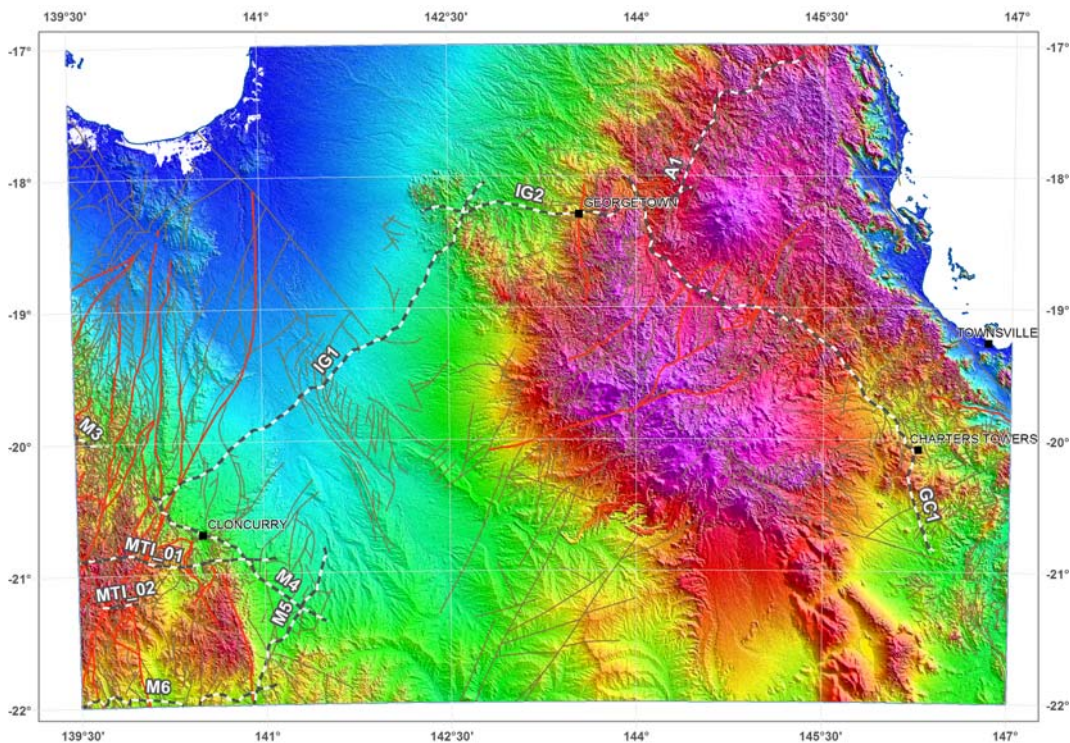 139°30' 141° 142°30' 144° 145°30' 147°
-17° -17°
A1
-18° -18°
IG2
GEORGETOWN
-19° -19°
TOWNSVILLE
IG1
M3
-20° -20°
CHARTERS TOWERS
GC1
CLONCURRY
MTI_01
-21° -21°
M4
MTI_02
M5
M6
-22° -22°
139°30' 141° 142°30' 144° 145°30' 147°